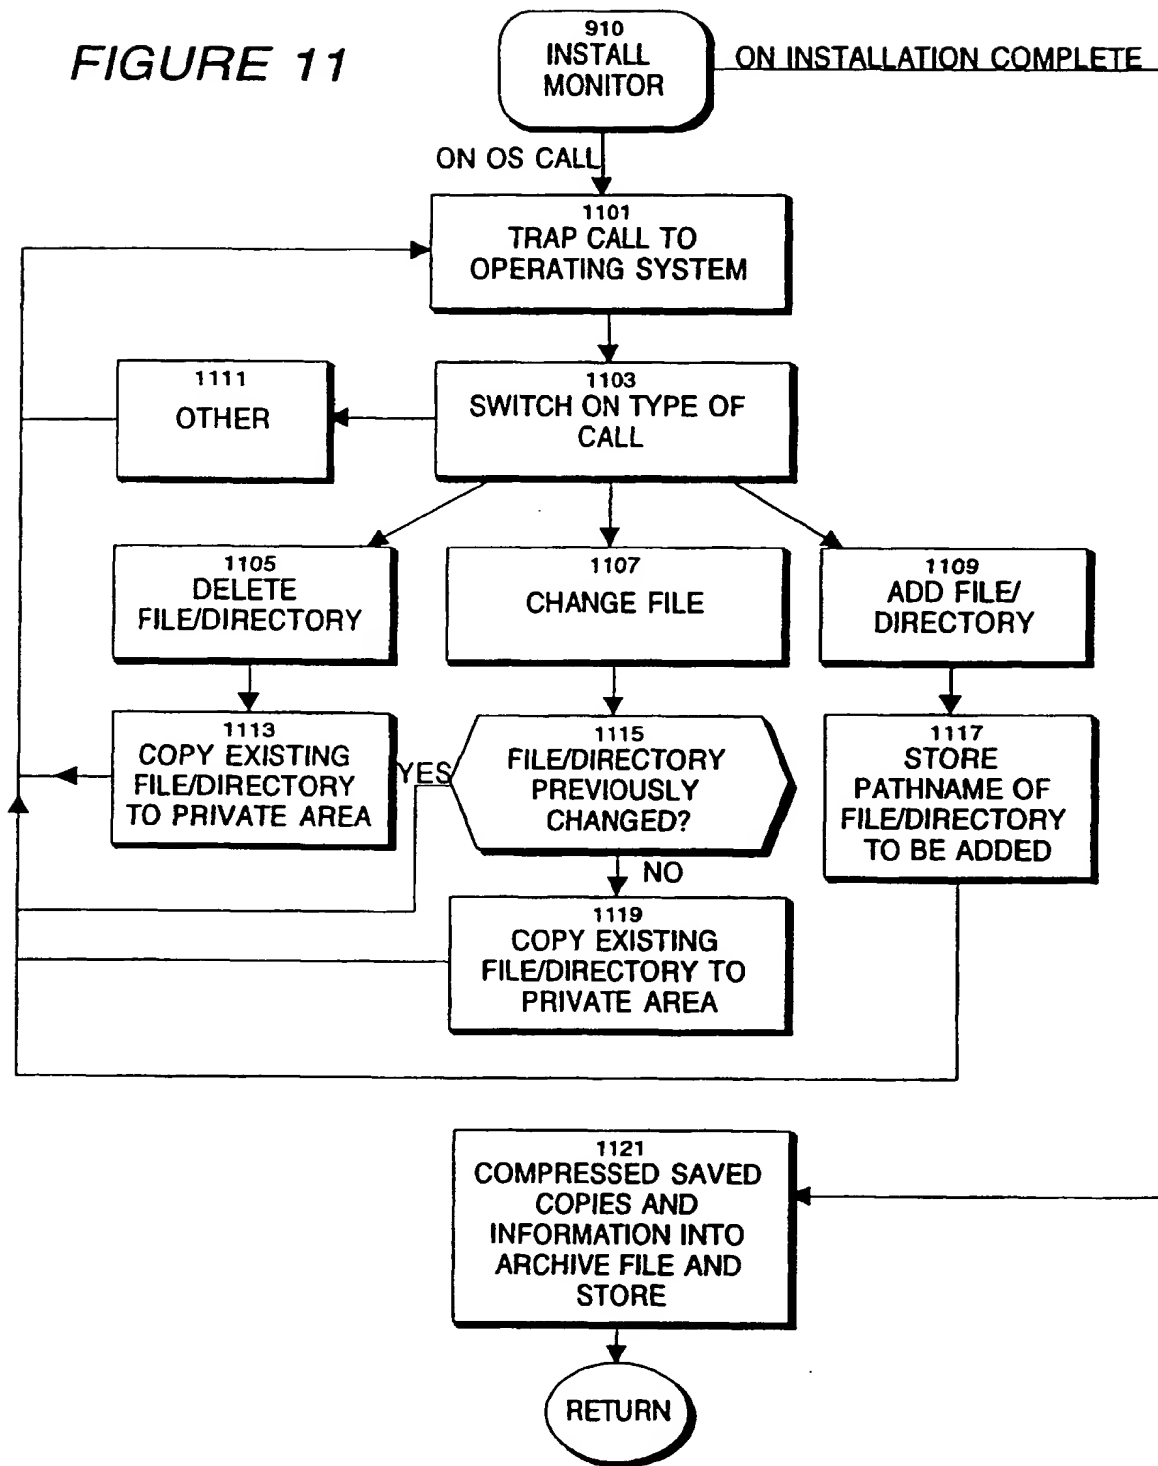 FIGURE 11
910
INSTALL
MONITOR
ON INSTALLATION COMPLETE
ON OS CALL
1101
TRAP CALL TO
OPERATING SYSTEM
1111
OTHER
1103
SWITCH ON TYPE OF
CALL
1105
DELETE
FILE/DIRECTORY
1107
CHANGE FILE
1109
ADD FILE/
DIRECTORY
1113
COPY EXISTING
FILE/DIRECTORY
TO PRIVATE AREA
YES
1115
FILE/DIRECTORY
PREVIOUSLY
CHANGED?
1117
STORE
PATHNAME OF
FILE/DIRECTORY
TO BE ADDED
NO
1119
COPY EXISTING
FILE/DIRECTORY TO
PRIVATE AREA
1121
COMPRESSED SAVED
COPIES AND
INFORMATION INTO
ARCHIVE FILE AND
STORE
RETURN